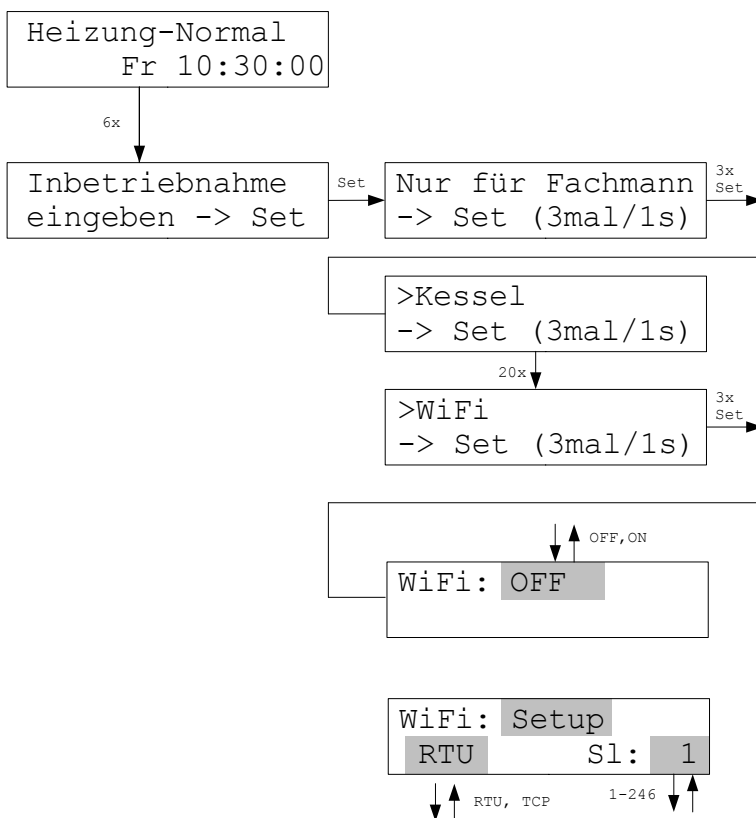 Heizung-Normal
Fr 10:30:00
6x
Inbetriebnahme
eingeben -> Set
Set
Nur für Fachmann
-> Set (3mal/1s)
3x
Set
>Kessel
-> Set (3mal/1s)
20x
>WiFi
-> Set (3mal/1s)
3x
Set
OFF,ON
WiFi: OFF
WiFi: Setup
RTU Sl: 1
RTU, TCP
1-246